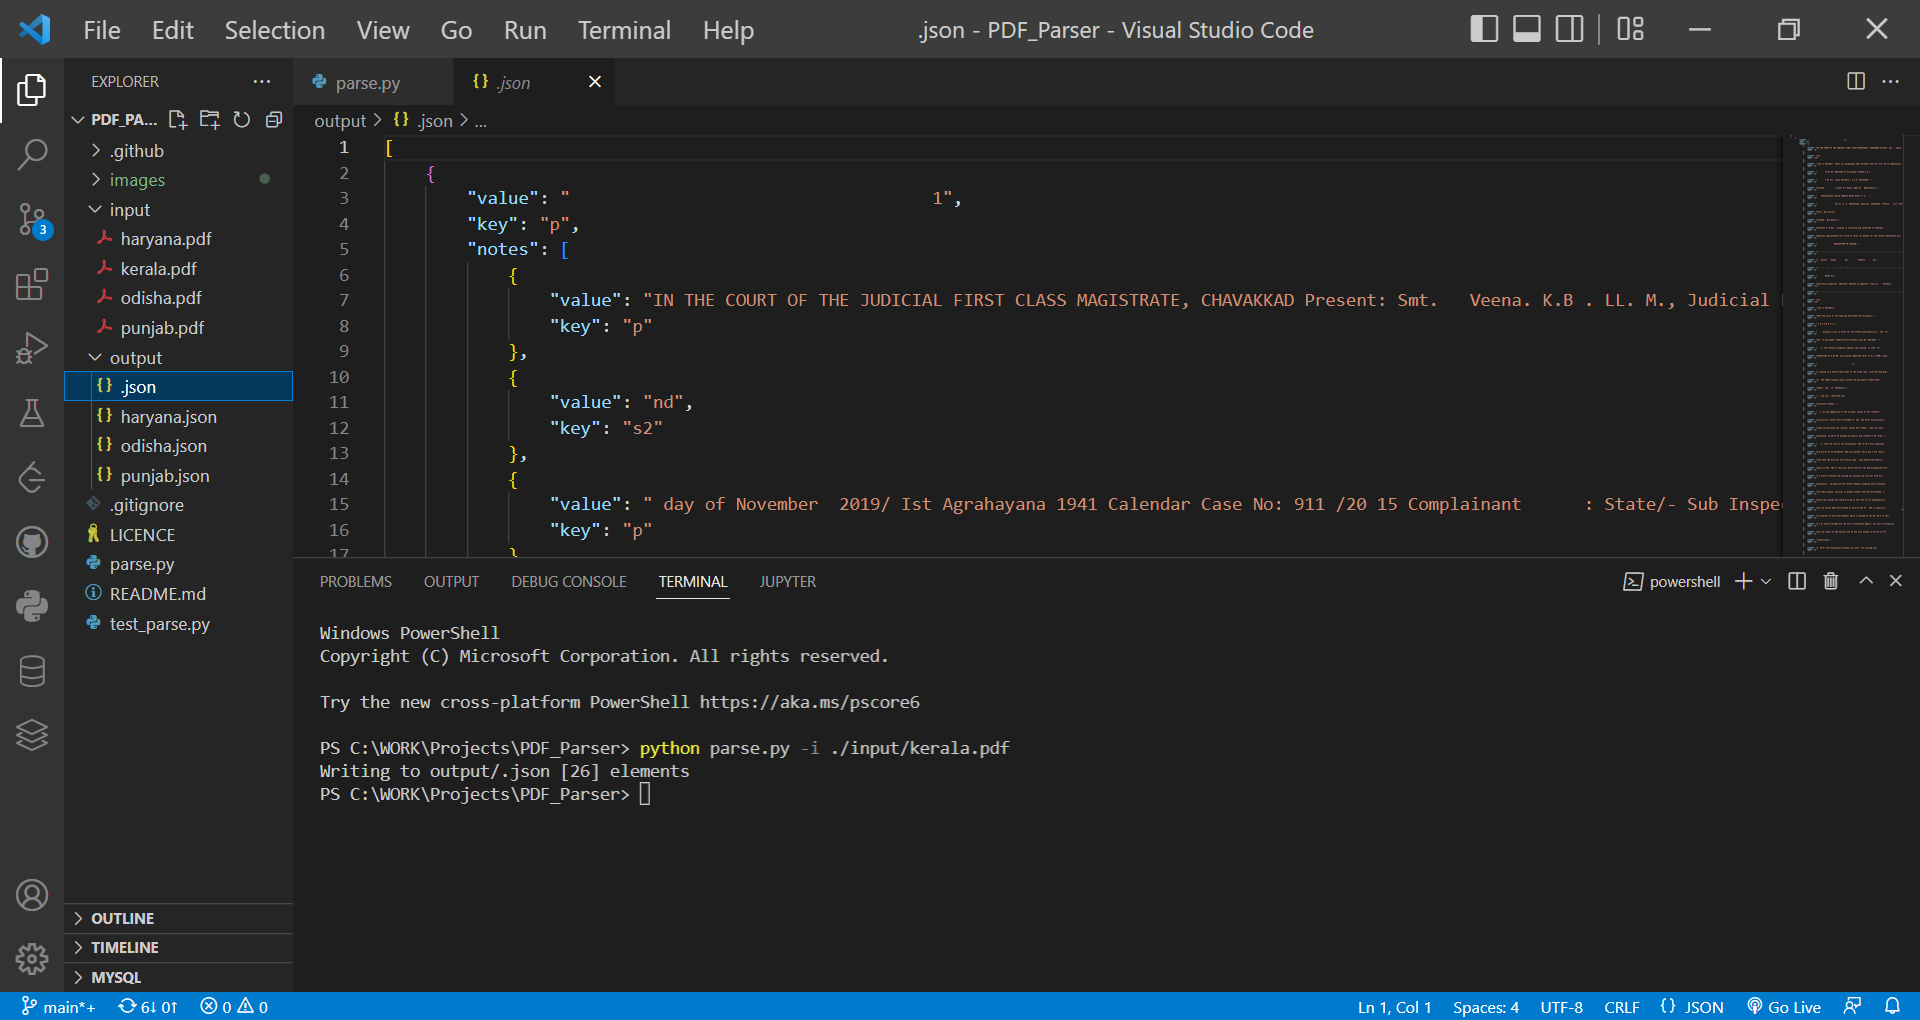 File Edit Selection View Go Run Terminal Help
.json - PDF_Parser - Visual Studio Code
EXPLORER
PDF_PA...
.github
images
input
haryana.pdf
kerala.pdf
odisha.pdf
punjab.pdf
output
.json
haryana.json
odisha.json
punjab.json
.gitignore
LICENCE
parse.py
README.md
test_parse.py
OUTLINE
TIMELINE
MYSQL
3
parse.py
.json
output > {} .json > ...
1 [
2 {
3 "value": " 1",
4 "key": "p",
5 "notes": [
6 {
7 "value": "IN THE COURT OF THE JUDICIAL FIRST CLASS MAGISTRATE, CHAVAKKAD Present: Smt. Veena. K.B . LL. M., Judicial
8 "key": "p"
9 },
10 {
11 "value": "nd",
12 "key": "s2"
13 },
14 {
15 "value": " day of November 2019/ Ist Agrahayana 1941 Calendar Case No: 911 /20 15 Complainant : State/- Sub Inspe
16 "key": "p"
17 }
PROBLEMS OUTPUT DEBUG CONSOLE TERMINAL JUPYTER
powershell
Windows PowerShell
Copyright (C) Microsoft Corporation. All rights reserved.
Try the new cross-platform PowerShell https://aka.ms/pscore6
PS C:\WORK\Projects\PDF_Parser> python parse.py -i ./input/kerala.pdf
Writing to output/.json [26] elements
PS C:\WORK\Projects\PDF_Parser>
main*+ 6↓ 0↑ 0 0
Ln 1, Col 1 Spaces: 4 UTF-8 CRLF {} JSON Go Live